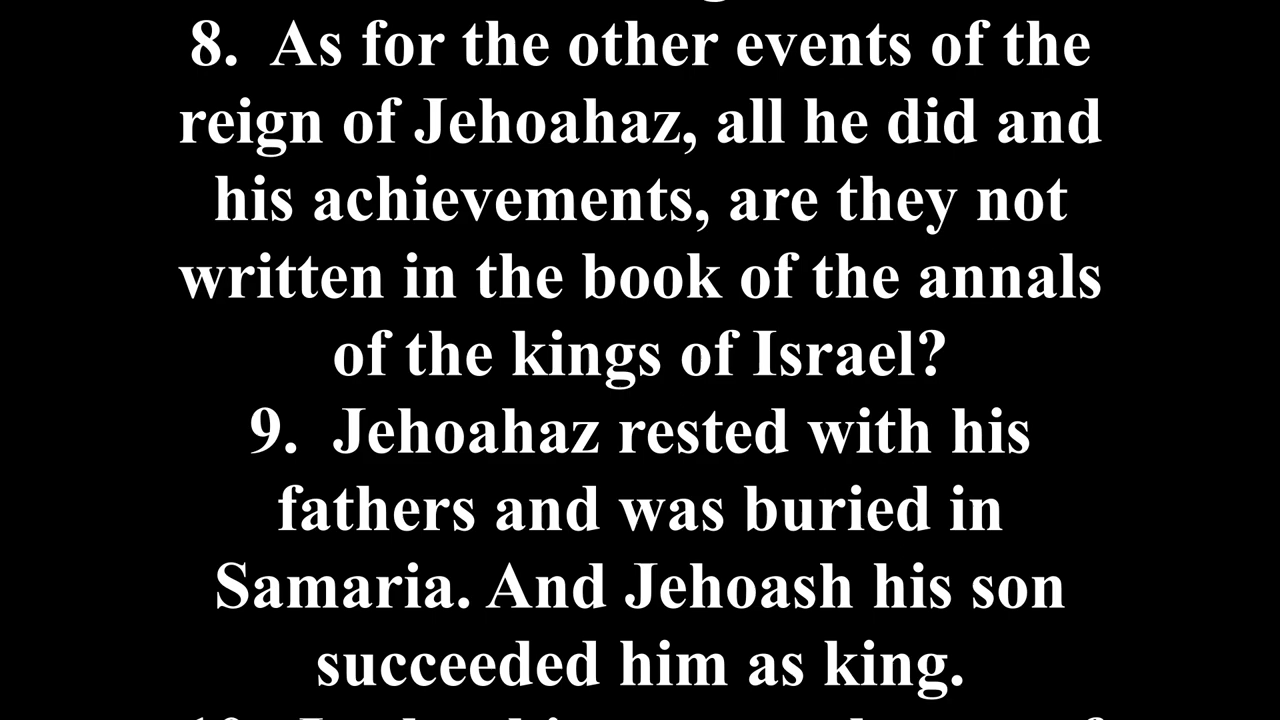 8.  As for the other events of the
reign of Jehoahaz, all he did and
his achievements, are they not
written in the book of the annals
of the kings of Israel?
9.  Jehoahaz rested with his
fathers and was buried in
Samaria. And Jehoash his son
succeeded him as king.